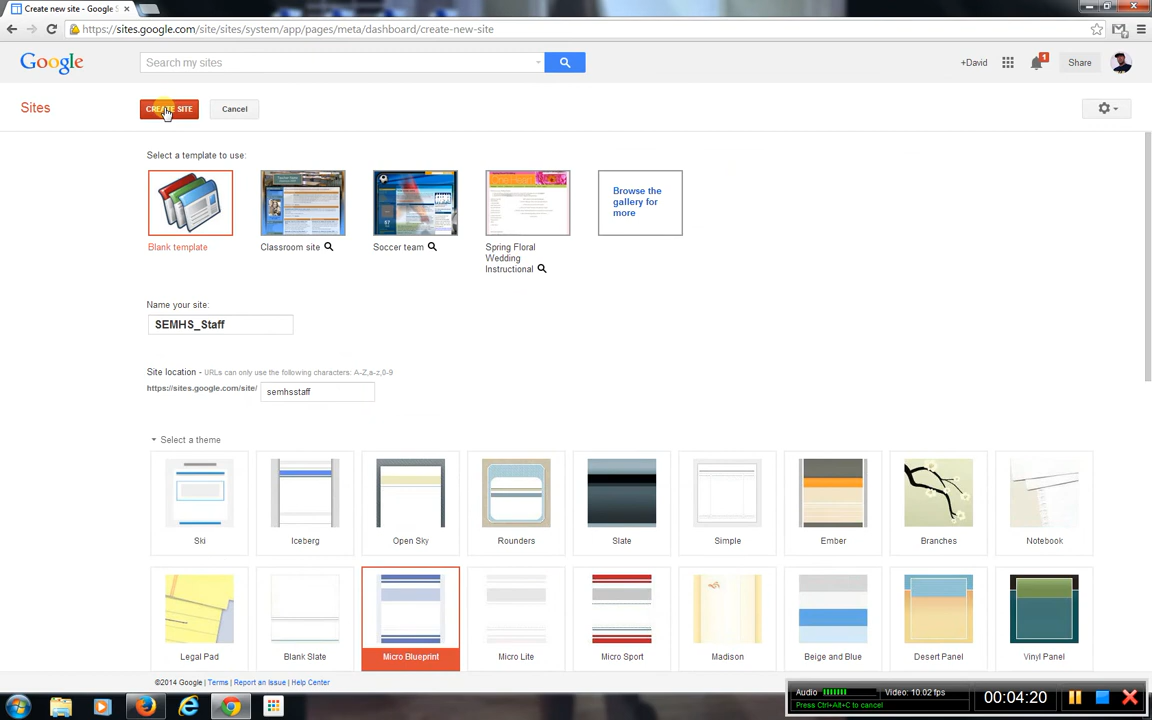 Create new site - Google S
https://sites.google.com/site/sites/system/app/pages/meta/dashboard/create-new-site
Google
Search my sites
+David
1
Share
Sites
CREATE SITE
Cancel
Select a template to use:
Browse the
gallery for
more
Blank template
Classroom site
Soccer team
Spring Floral
Wedding
Instructional
Name your site:
SEMHS_Staff
Site location - URLs can only use the following characters: A-Z,a-z,0-9
https://sites.google.com/site/
semhsstaff
Select a theme
Ski
Iceberg
Open Sky
Rounders
Slate
Simple
Ember
Branches
Notebook
Legal Pad
Blank Slate
Micro Blueprint
Micro Lite
Micro Sport
Madison
Beige and Blue
Desert Panel
Vinyl Panel
©2014 Google | Terms | Report an Issue | Help Center
Audio
Video: 10.02 fps
Press Ctrl+Alt+C to cancel
00:04:20